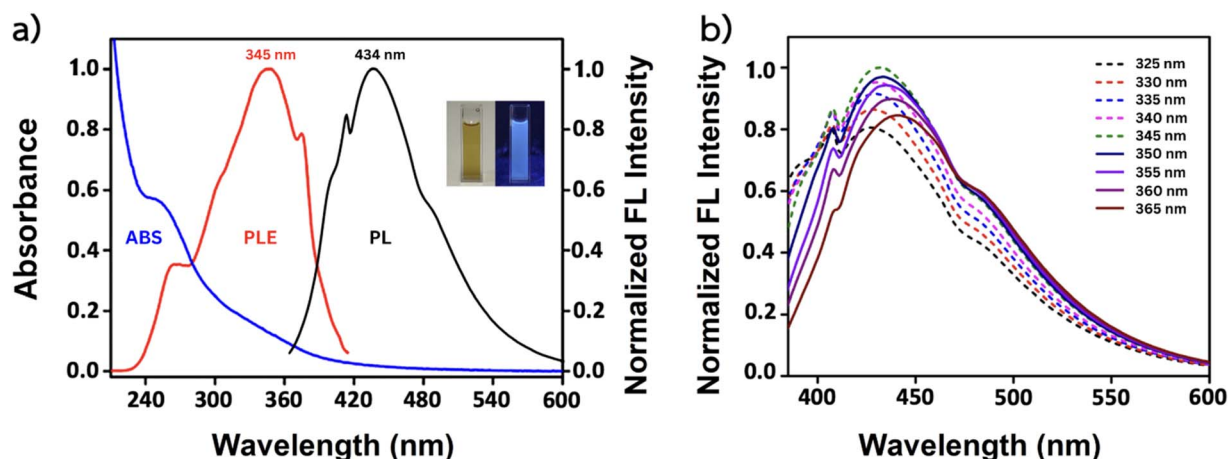 a)
345 nm
434 nm
1.0
0.8
0.6
0.4
0.2
0.0
Absorbance
ABS
PLE
PL
1.0
0.8
0.6
0.4
0.2
0.0
Normalized FL Intensity
240
300
360
420
480
540
600
Wavelength (nm)
b)
1.0
0.8
0.6
0.4
0.2
0.0
Normalized FL Intensity
325 nm
330 nm
335 nm
340 nm
345 nm
350 nm
355 nm
360 nm
365 nm
400
450
500
550
600
Wavelength (nm)